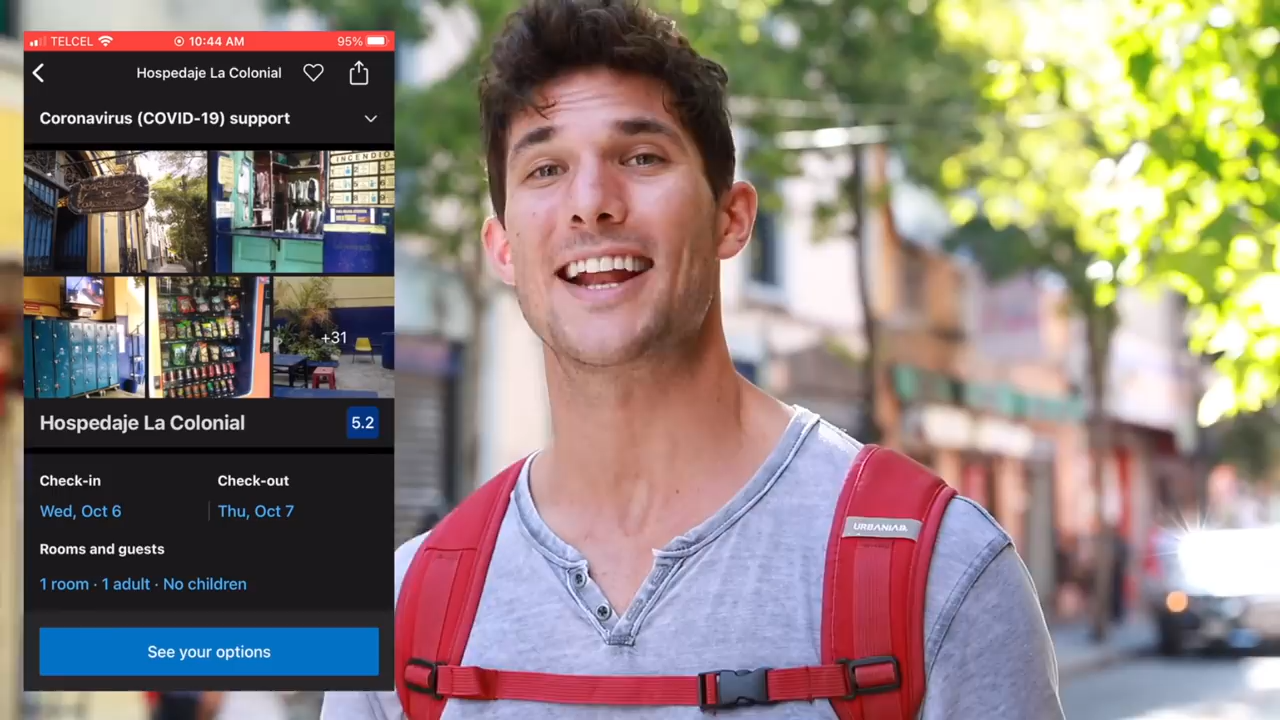 TELCEL
10:44 AM
95%
Hospedaje La Colonial
Coronavirus (COVID-19) support
INCENDIO
+31
Hospedaje La Colonial
5.2
Check-in
Check-out
Wed, Oct 6
Thu, Oct 7
Rooms and guests
1 room · 1 adult · No children
See your options
URBANIAB.